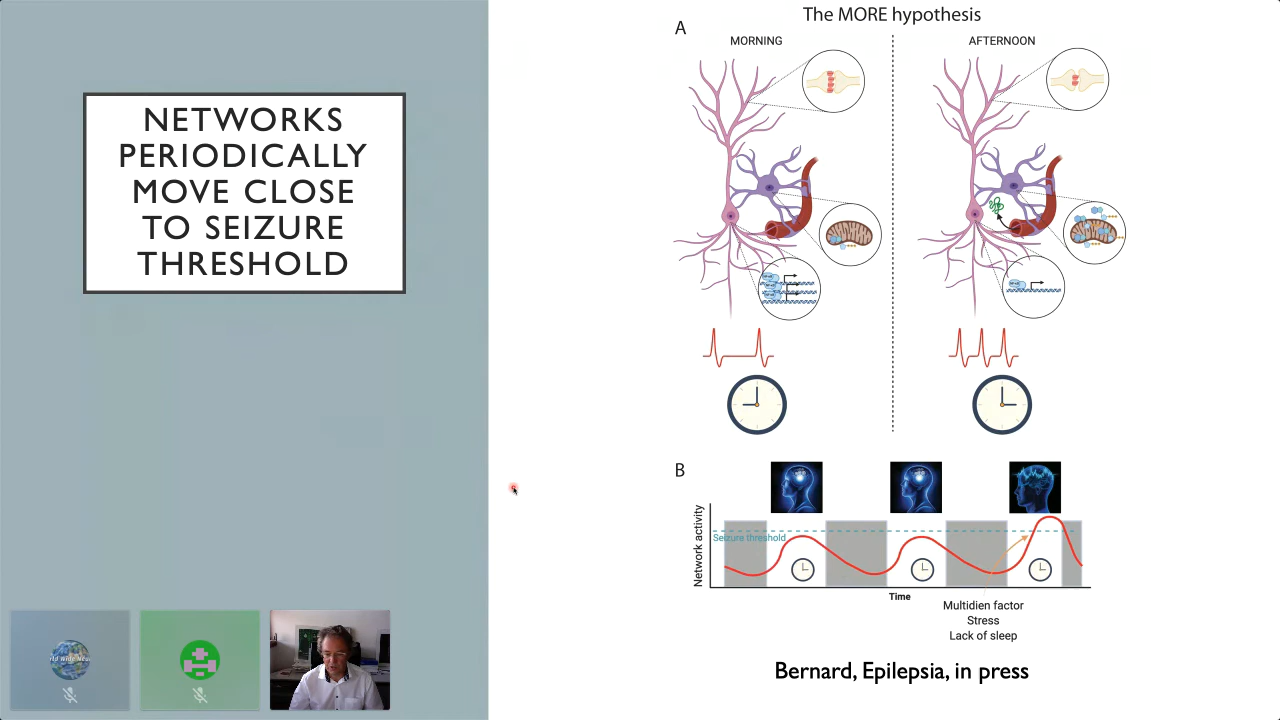 NETWORKS
PERIODICALLY
MOVE CLOSE
TO SEIZURE
THRESHOLD
The MORE hypothesis
A
MORNING
AFTERNOON
B
Network activity
Seizure threshold
Time
Multidien factor
Stress
Lack of sleep
Bernard, Epilepsia, in press